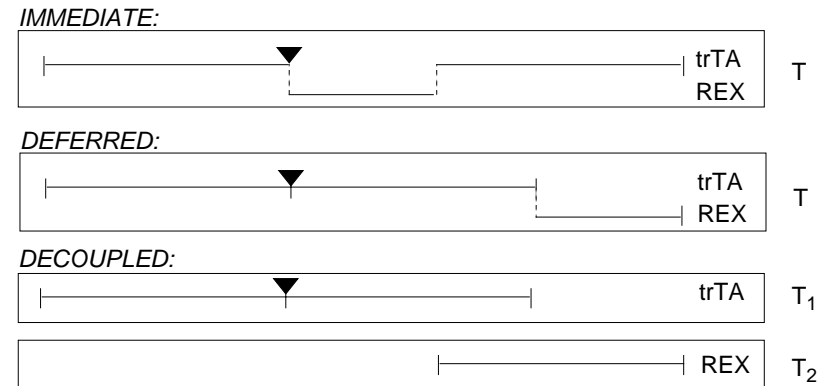 IMMEDIATE:
trTA
T
REX
DEFERRED:
trTA
T
REX
DECOUPLED:
trTA T₁
REX T₂